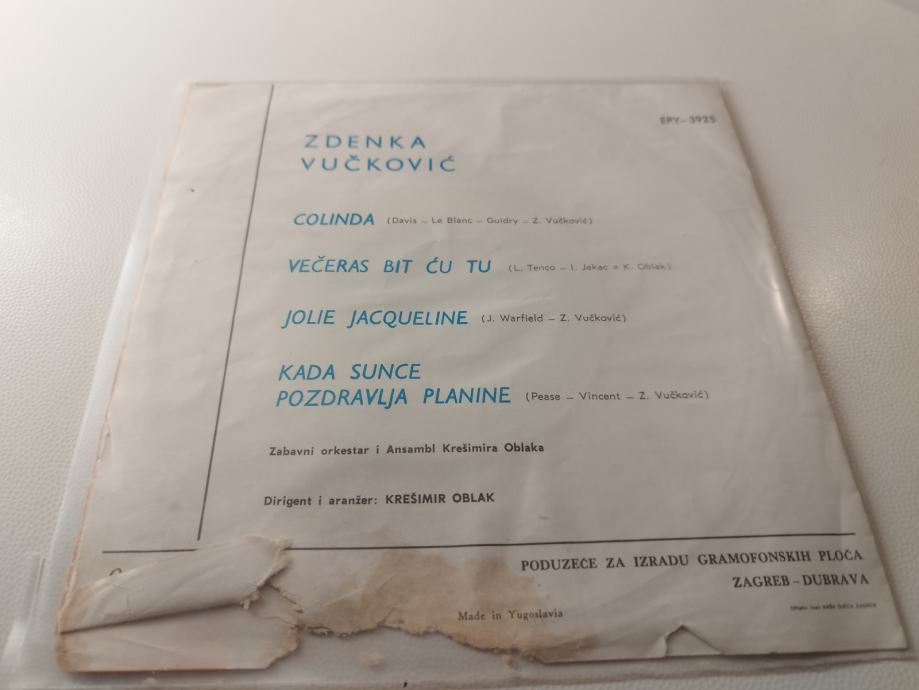 EPY-3925
ZDENKA
VUČKOVIĆ
COLINDA (Davis – Le Blanc – Guidry – Z. Vučković)
VEČERAS BIT ĆU TU (L. Tenco – I. Jakac – K. Oblak)
JOLIE JACQUELINE (J. Warfield – Z. Vučković)
KADA SUNCE
POZDRAVLJA PLANINE (Pease – Vincent – Z. Vučković)
Zabavni orkestar i Ansambl Krešimira Oblaka
Dirigent i aranžer: KREŠIMIR OBLAK
PODUZEĆE ZA IZRADU GRAMOFONSKIH PLOČA
ZAGREB – DUBRAVA
Made in Yugoslavia